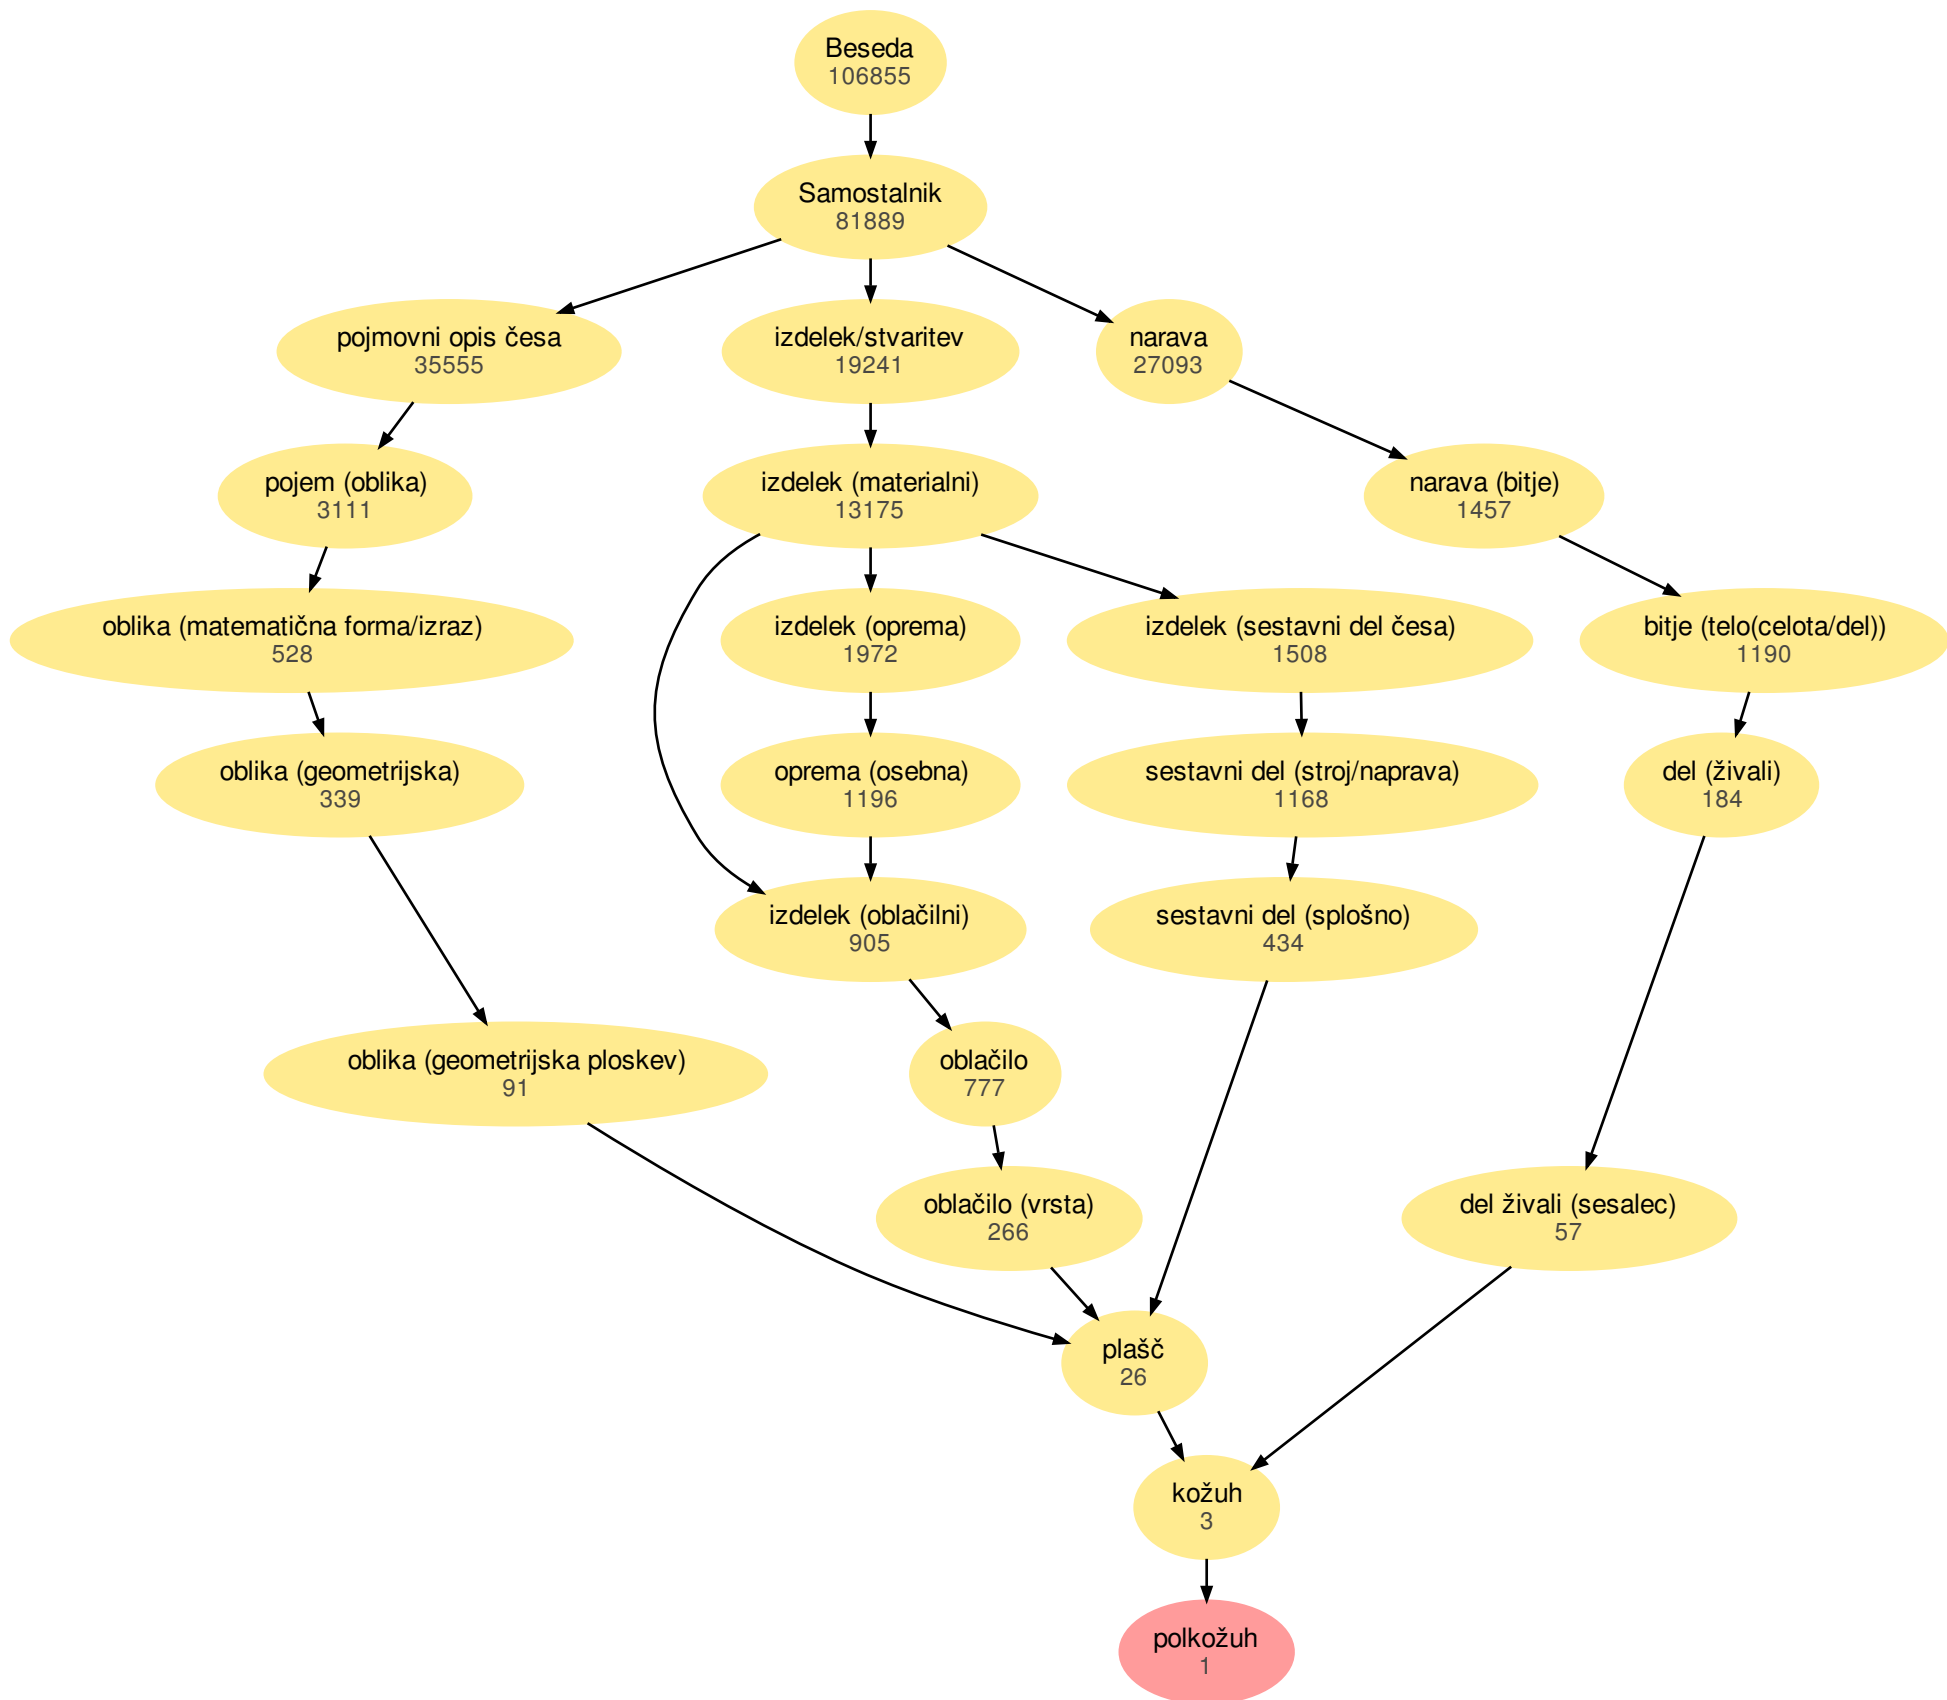 Beseda
106855
Samostalnik
81889
pojmovni opis česa
35555
izdelek/stvaritev
19241
narava
27093
pojem (oblika)
3111
izdelek (materialni)
13175
narava (bitje)
1457
oblika (matematična forma/izraz)
528
izdelek (oprema)
1972
izdelek (sestavni del česa)
1508
bitje (telo(celota/del))
1190
oblika (geometrijska)
339
oprema (osebna)
1196
sestavni del (stroj/naprava)
1168
del (živali)
184
izdelek (oblačilni)
905
sestavni del (splošno)
434
oblika (geometrijska ploskev)
91
oblačilo
777
oblačilo (vrsta)
266
del živali (sesalec)
57
plašč
26
kožuh
3
polkožuh
1